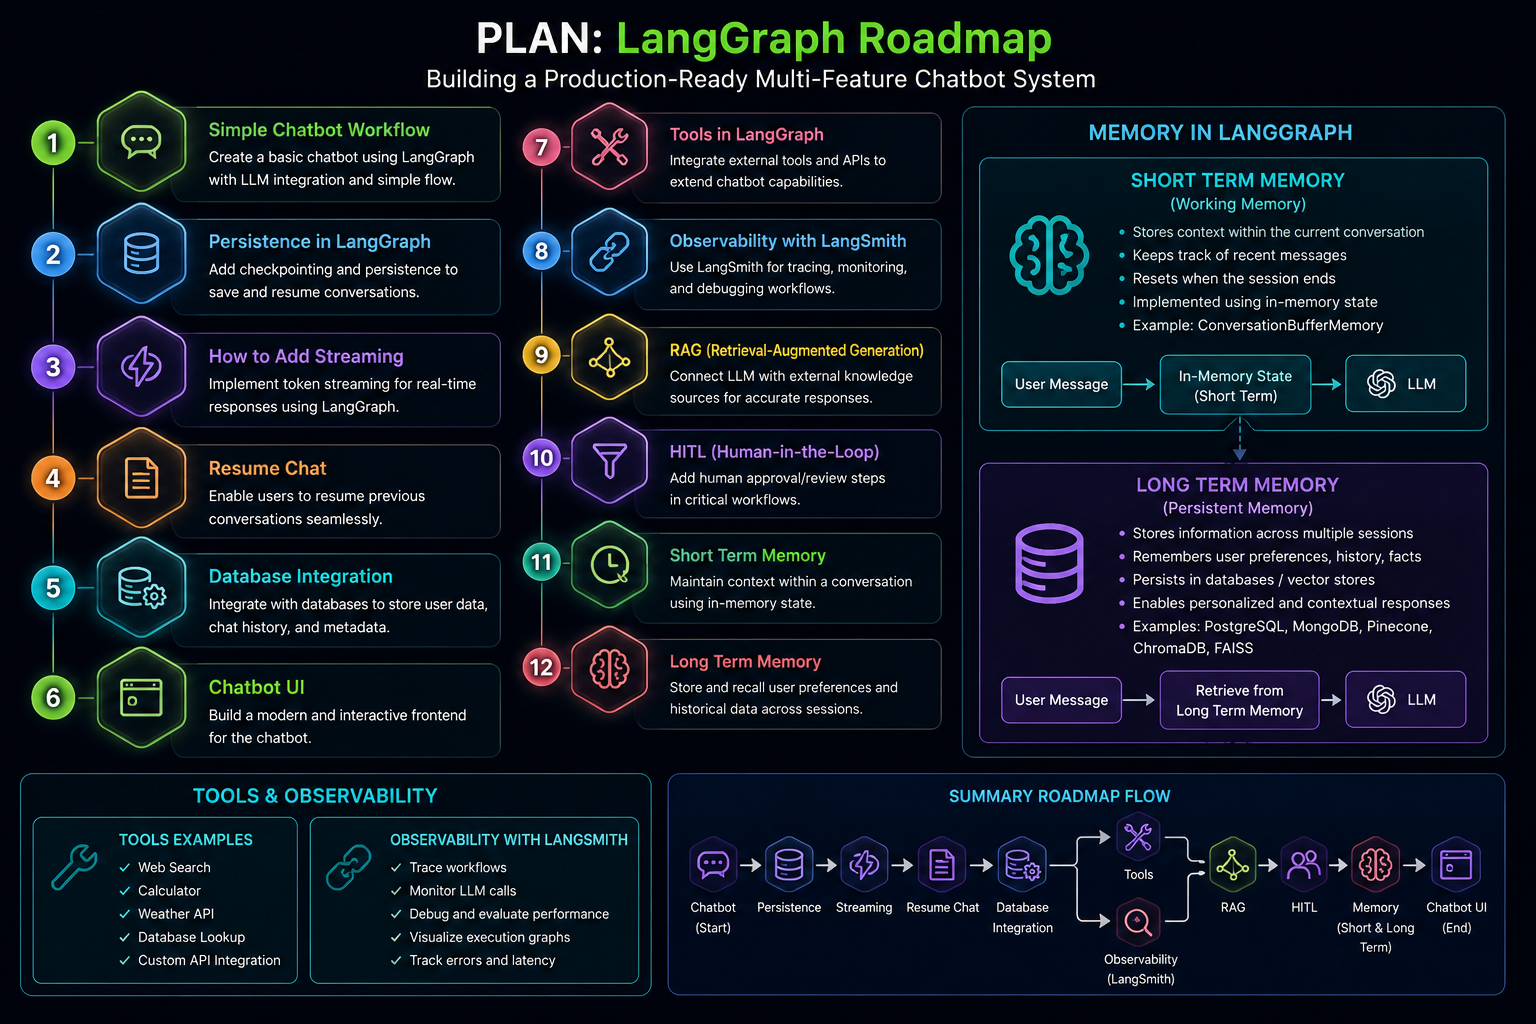 PLAN: LangGraph Roadmap
Building a Production-Ready Multi-Feature Chatbot System
1
Simple Chatbot Workflow
Create a basic chatbot using LangGraph
with LLM integration and simple flow.
2
Persistence in LangGraph
Add checkpointing and persistence to
save and resume conversations.
3
How to Add Streaming
Implement token streaming for real-time
responses using LangGraph.
4
Resume Chat
Enable users to resume previous
conversations seamlessly.
5
Database Integration
Integrate with databases to store user data,
chat history, and metadata.
6
Chatbot UI
Build a modern and interactive frontend
for the chatbot.
7
Tools in LangGraph
Integrate external tools and APIs to
extend chatbot capabilities.
8
Observability with LangSmith
Use LangSmith for tracing, monitoring,
and debugging workflows.
9
RAG (Retrieval-Augmented Generation)
Connect LLM with external knowledge
sources for accurate responses.
10
HITL (Human-in-the-Loop)
Add human approval/review steps
in critical workflows.
11
Short Term Memory
Maintain context within a conversation
using in-memory state.
12
Long Term Memory
Store and recall user preferences and
historical data across sessions.
MEMORY IN LANGGRAPH
SHORT TERM MEMORY
(Working Memory)
• Stores context within the current conversation
• Keeps track of recent messages
• Resets when the session ends
• Implemented using in-memory state
• Example: ConversationBufferMemory
User Message
In-Memory State
(Short Term)
LLM
LONG TERM MEMORY
(Persistent Memory)
• Stores information across multiple sessions
• Remembers user preferences, history, facts
• Persists in databases / vector stores
• Enables personalized and contextual responses
• Examples: PostgreSQL, MongoDB, Pinecone,
ChromaDB, FAISS
User Message
Retrieve from
Long Term Memory
LLM
TOOLS & OBSERVABILITY
TOOLS EXAMPLES
✓ Web Search
✓ Calculator
✓ Weather API
✓ Database Lookup
✓ Custom API Integration
OBSERVABILITY WITH LANGSMITH
✓ Trace workflows
✓ Monitor LLM calls
✓ Debug and evaluate performance
✓ Visualize execution graphs
✓ Track errors and latency
SUMMARY ROADMAP FLOW
Chatbot
(Start)
Persistence
Streaming
Resume Chat
Database
Integration
Tools
Observability
(LangSmith)
RAG
HITL
Memory
(Short & Long
Term)
Chatbot UI
(End)